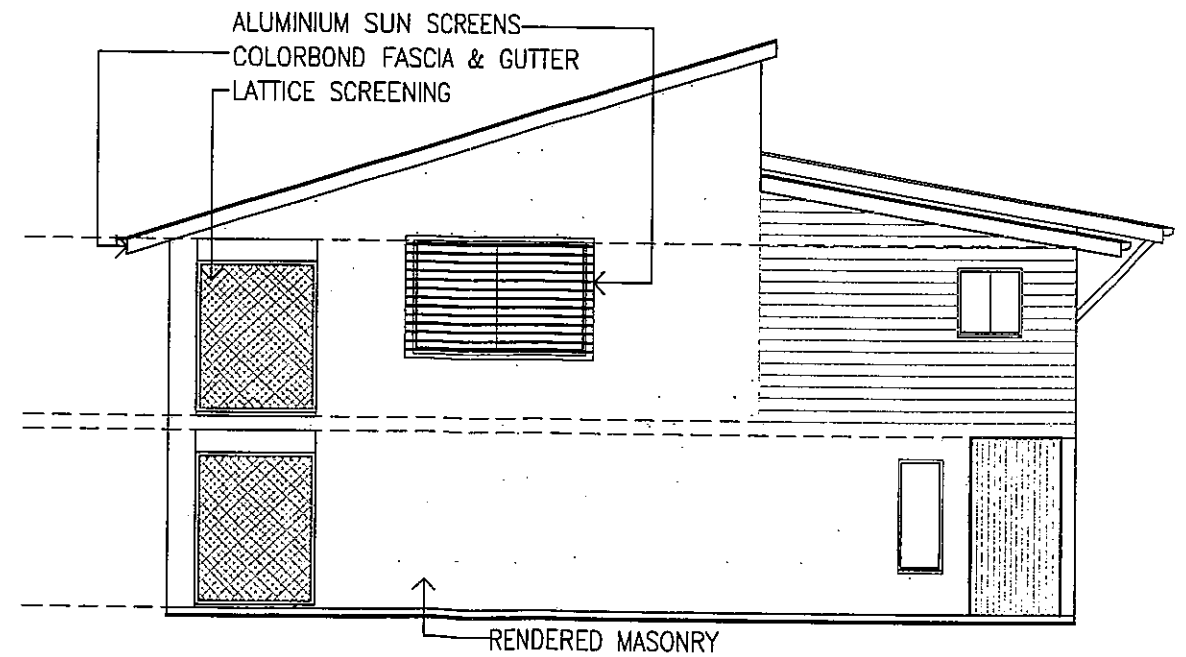 ALUMINIUM SUN SCREENS
COLORBOND FASCIA & GUTTER
LATTICE SCREENING
RENDERED MASONRY